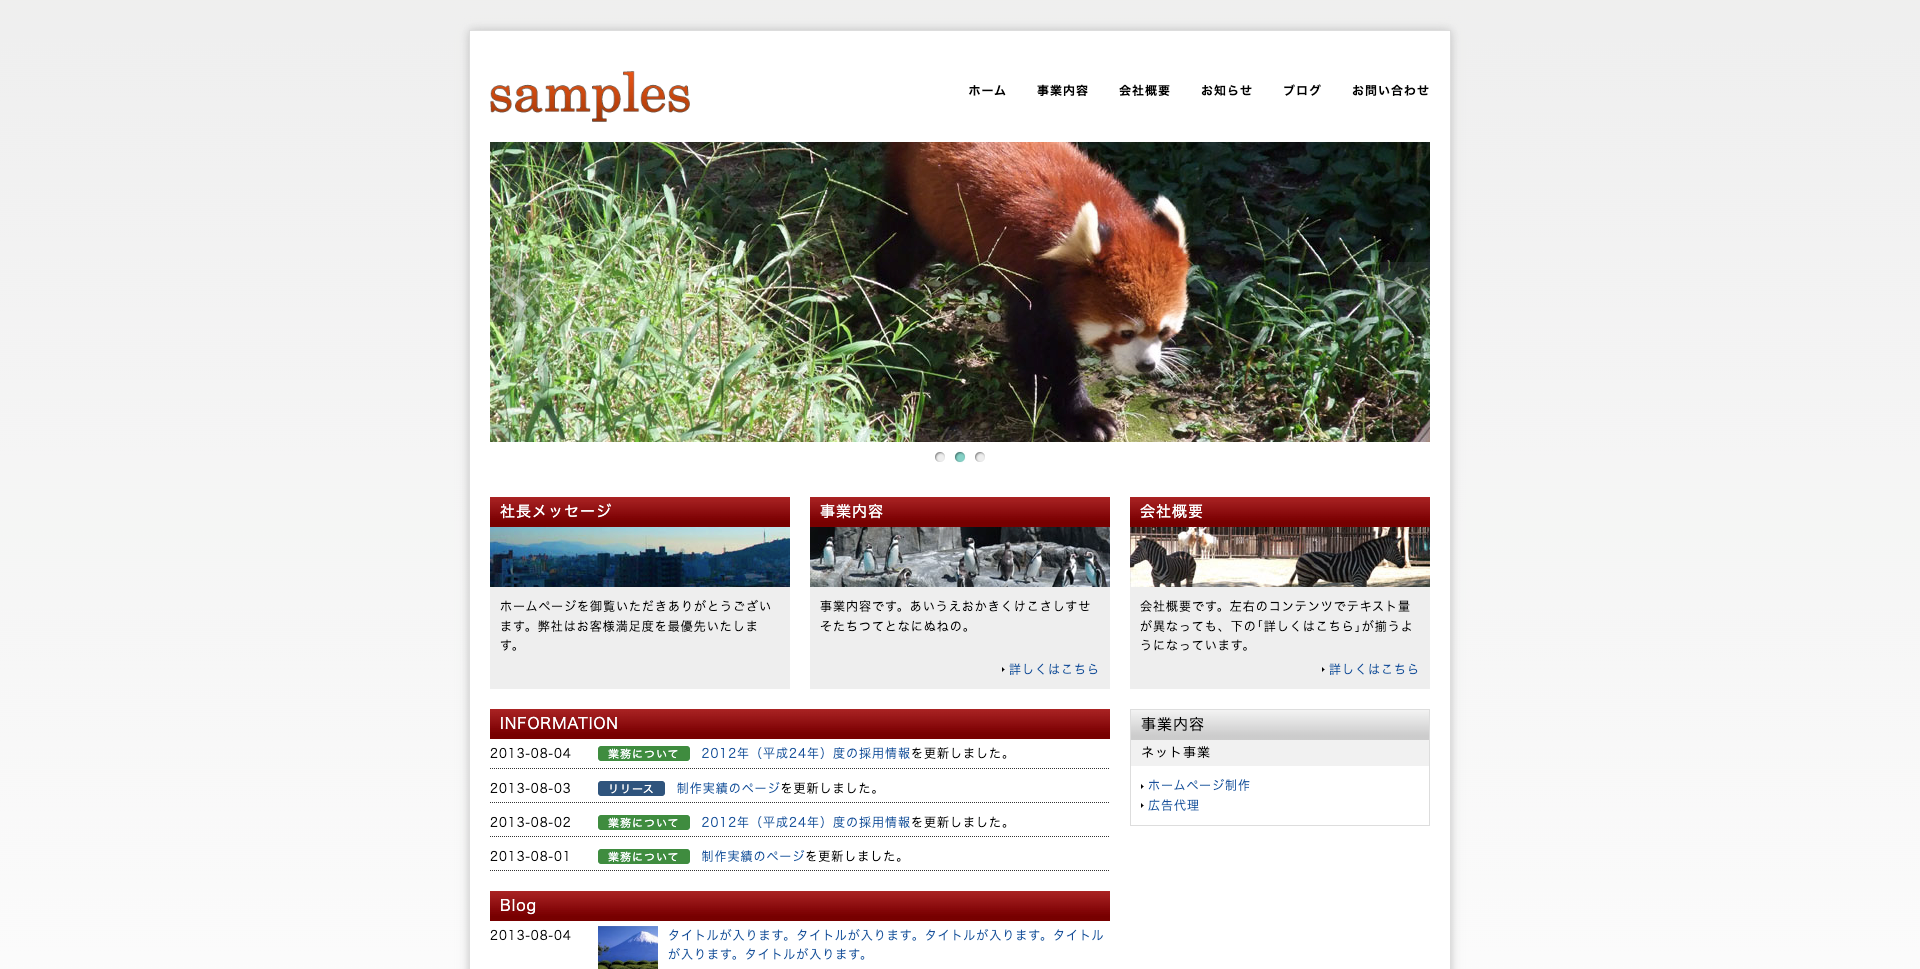 samples
ホーム 事業内容 会社概要 お知らせ ブログ お問い合わせ
社長メッセージ
ホームページを御覧いただきありがとうござい
ます。弊社はお客様満足度を最優先いたしま
す。
事業内容
事業内容です。あいうえおかきくけこさしすせ
そたちつてとなにぬねの。
詳しくはこちら
会社概要
会社概要です。左右のコンテンツでテキスト量
が異なっても、下の｢詳しくはこちら｣が揃うよ
うになっています。
詳しくはこちら
INFORMATION
2013-08-04 業務について 2012年（平成24年）度の採用情報を更新しました。
2013-08-03 リリース 制作実績のページを更新しました。
2013-08-02 業務について 2012年（平成24年）度の採用情報を更新しました。
2013-08-01 業務について 制作実績のページを更新しました。
事業内容
ネット事業
ホームページ制作
広告代理
Blog
2013-08-04 タイトルが入ります。タイトルが入ります。タイトルが入ります。タイトル
が入ります。タイトルが入ります。